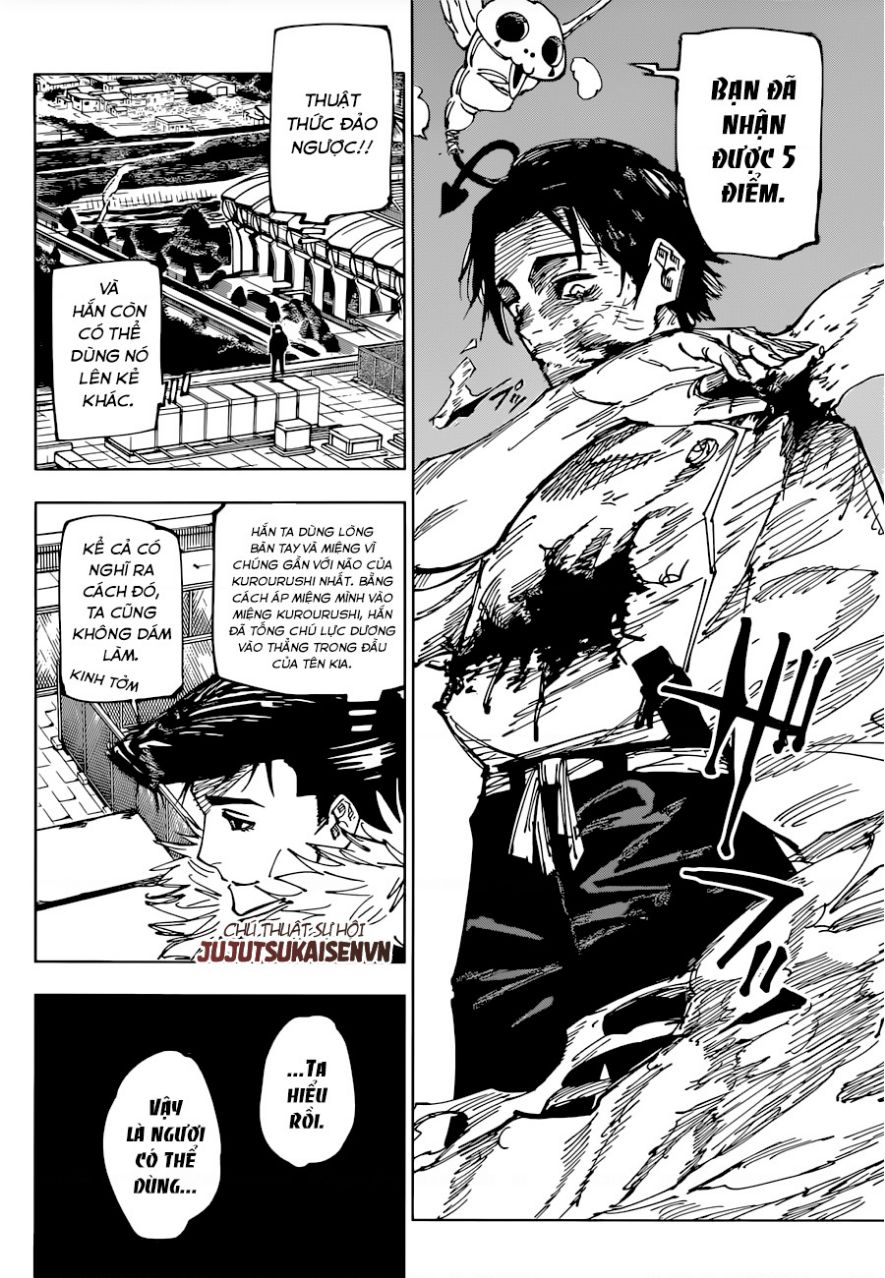 BẠN ĐÃ
NHẬN
ĐƯỢC 5
ĐIỂM.
THUẬT
THỨC ĐẢO
NGƯỢC!!
VÀ
HẮN CÒN
CÓ THỂ
DÙNG NÓ
LÊN KẺ
KHÁC.
HẮN TA DÙNG LÒNG
BÀN TAY VÀ MIỆNG VÌ
CHÚNG GẦN VỚI NÃO CỦA
KUROURUSHI NHẤT. BẰNG
CÁCH ÁP MIỆNG MÌNH VÀO
MIỆNG KUROURUSHI, HẮN
ĐÃ TỐNG CHÚ LỰC DƯƠNG
VÀO THẲNG TRONG ĐẦU
CỦA TÊN KIA.
KỂ CẢ CÓ
NGHĨ RA
CÁCH ĐÓ,
TA CŨNG
KHÔNG DÁM
LÀM.
KINH TỞM
CHÚ THUẬT SƯ HỘI
JUJUTSUKAISENVN
...TA
HIỂU
RỒI.
VẬY
LÀ NGƯƠI
CÓ THỂ
DÙNG...